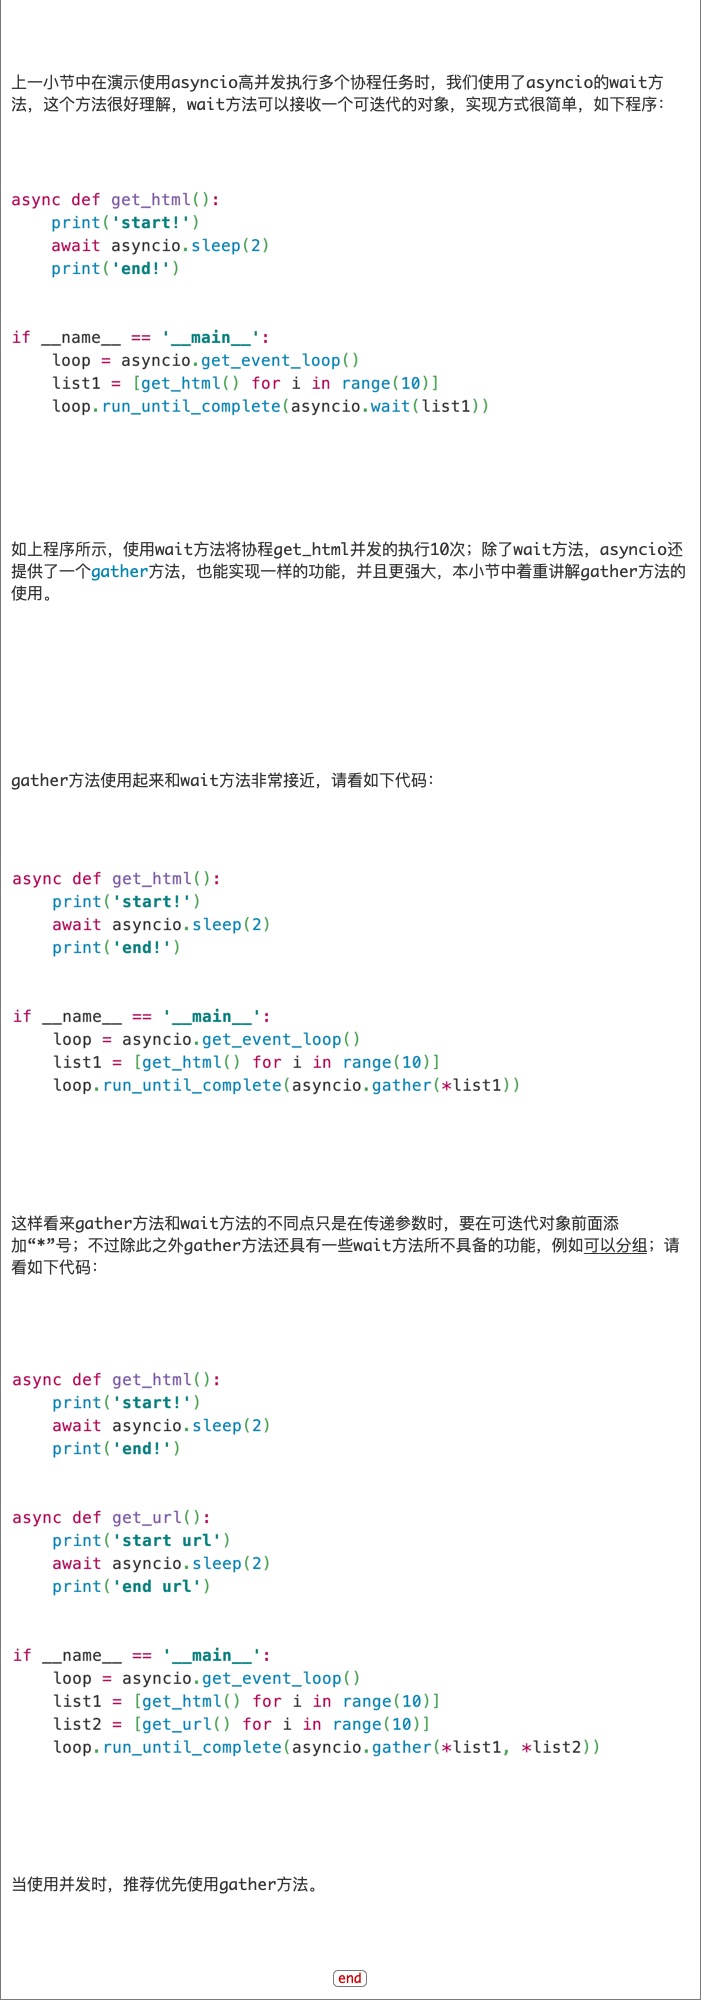 上一小节中在演示使用asyncio高并发执行多个协程任务时，我们使用了asyncio的wait方
法，这个方法很好理解，wait方法可以接收一个可迭代的对象，实现方式很简单，如下程序：
async def get_html():
    print('start!')
    await asyncio.sleep(2)
    print('end!')
if __name__ == '__main__':
    loop = asyncio.get_event_loop()
    list1 = [get_html() for i in range(10)]
    loop.run_until_complete(asyncio.wait(list1))
如上程序所示，使用wait方法将协程get_html并发的执行10次；除了wait方法，asyncio还
提供了一个gather方法，也能实现一样的功能，并且更强大，本小节中着重讲解gather方法的
使用。
gather方法使用起来和wait方法非常接近，请看如下代码：
async def get_html():
    print('start!')
    await asyncio.sleep(2)
    print('end!')
if __name__ == '__main__':
    loop = asyncio.get_event_loop()
    list1 = [get_html() for i in range(10)]
    loop.run_until_complete(asyncio.gather(*list1))
这样看来gather方法和wait方法的不同点只是在传递参数时，要在可迭代对象前面添
加“*”号；不过除此之外gather方法还具有一些wait方法所不具备的功能，例如可以分组；请
看如下代码：
async def get_html():
    print('start!')
    await asyncio.sleep(2)
    print('end!')
async def get_url():
    print('start url')
    await asyncio.sleep(2)
    print('end url')
if __name__ == '__main__':
    loop = asyncio.get_event_loop()
    list1 = [get_html() for i in range(10)]
    list2 = [get_url() for i in range(10)]
    loop.run_until_complete(asyncio.gather(*list1, *list2))
当使用并发时，推荐优先使用gather方法。
end